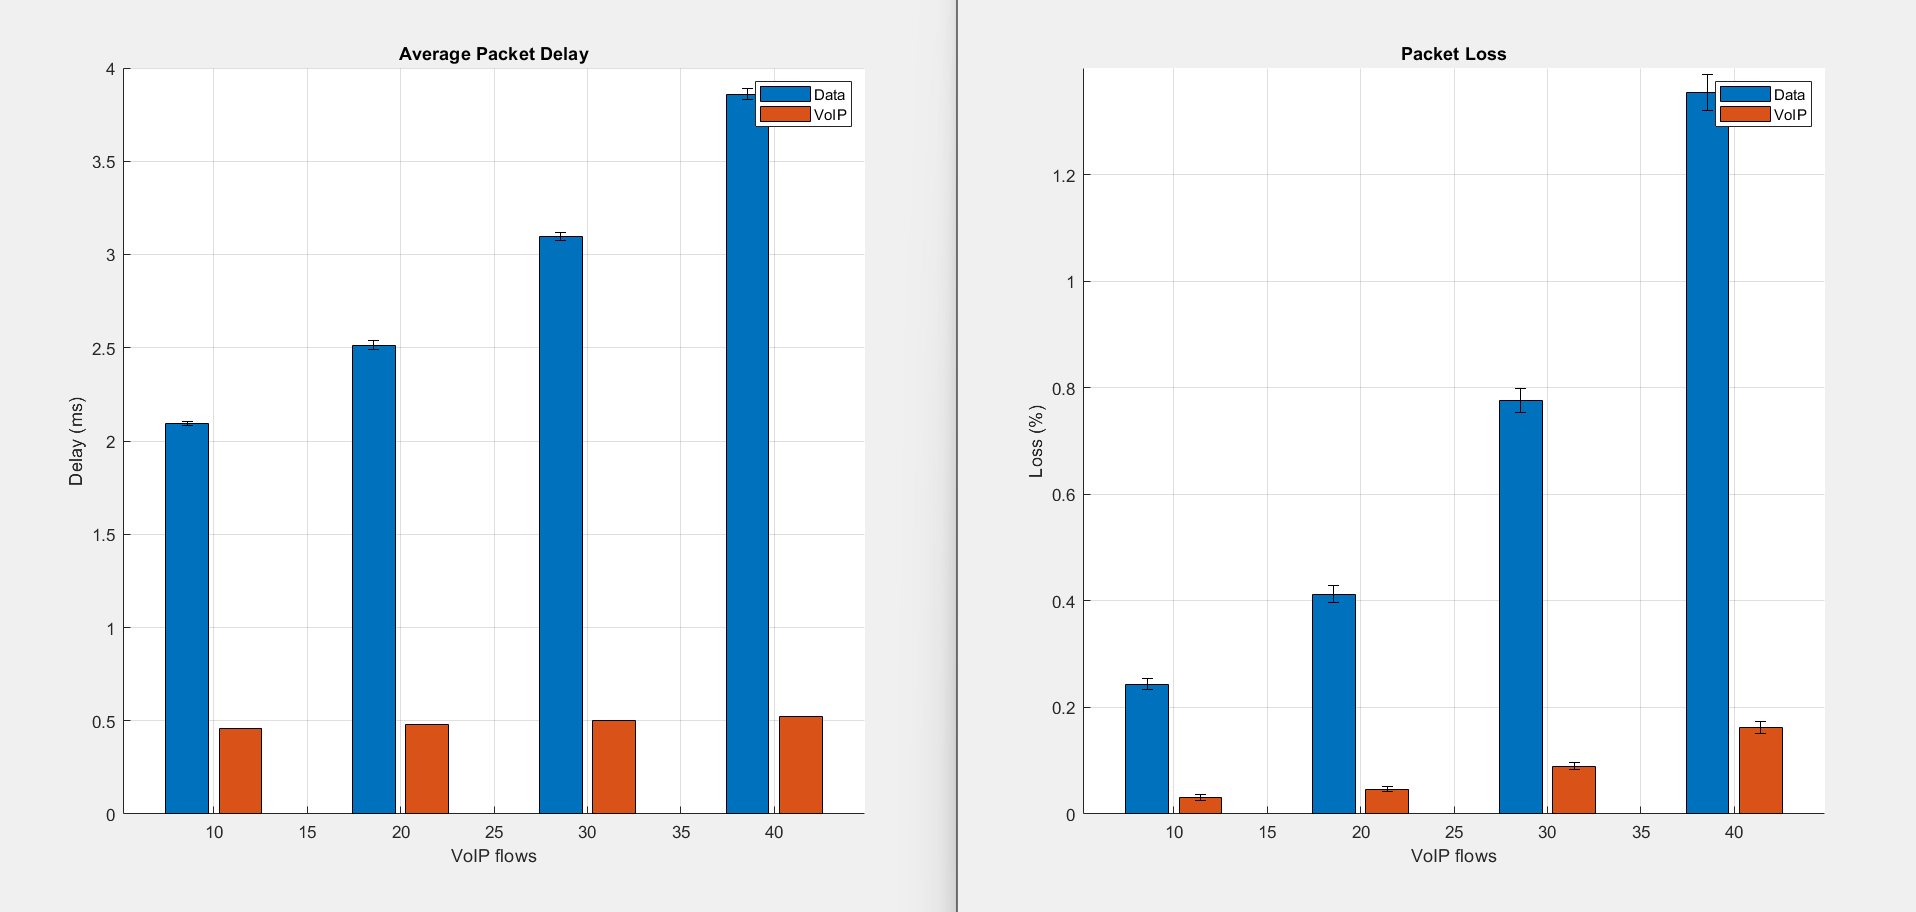 Average Packet Delay
4
3.5
3
2.5
2
1.5
1
0.5
0
Delay (ms)
Data
VoIP
10 15 20 25 30 35 40
VoIP flows
Packet Loss
1.2
1
0.8
0.6
0.4
0.2
0
Loss (%)
Data
VoIP
10 15 20 25 30 35 40
VoIP flows